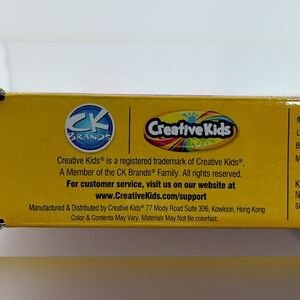 CK
BRANDS
Creative Kids
Creative Kids® is a registered trademark of Creative Kids®,
A Member of the CK Brands® Family. All rights reserved.
For customer service, visit us on our website at
www.CreativeKids.com/support
Manufactured & Distributed by Creative Kids® 77 Mody Road Suite 306, Kowloon, Hong Kong
Color & Contents May Vary. Materials May Not Be colorfast.